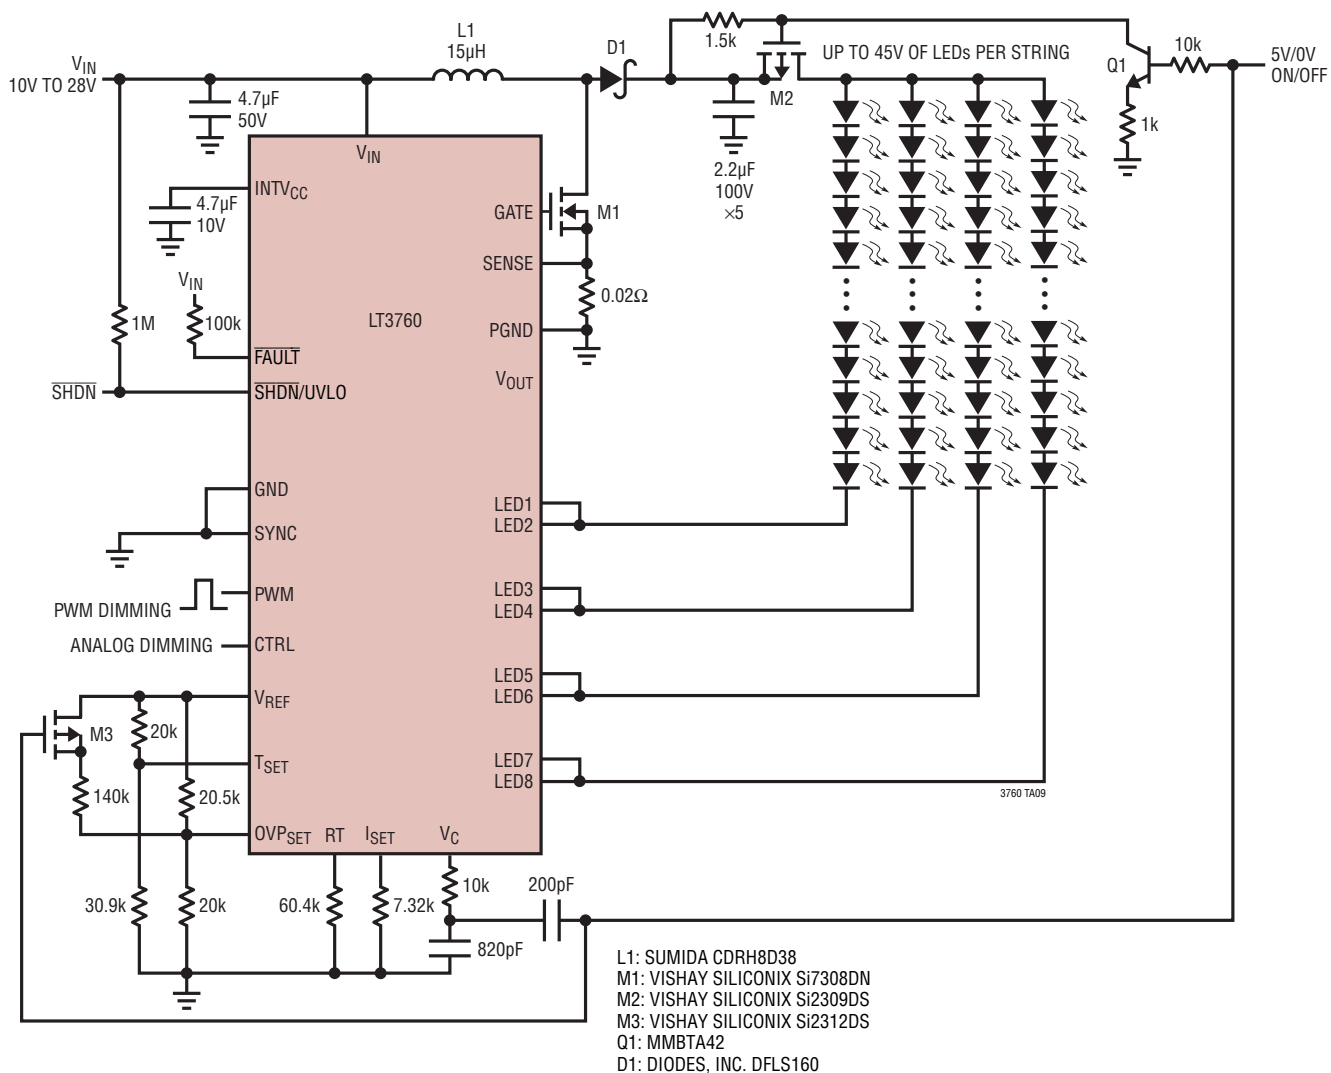 L1
15µH
D1
1.5k
UP TO 45V OF LEDs PER STRING
M2
Q1
10k
5V/0V
ON/OFF
1k
VIN
10V TO 28V
4.7µF
50V
VIN
2.2µF
100V
×5
INTVCC
4.7µF
10V
GATE
M1
SENSE
0.02Ω
PGND
VIN
1M
100k
LT3760
FAULT
VOUT
SHDN
SHDN/UVLO
GND
SYNC
LED1
LED2
PWM DIMMING
PWM
LED3
LED4
ANALOG DIMMING
CTRL
LED5
LED6
VREF
M3
20k
TSET
LED7
LED8
3760 TA09
140k
20.5k
OVPSET
RT
ISET
VC
30.9k
20k
60.4k
7.32k
10k
200pF
820pF
L1: SUMIDA CDRH8D38
M1: VISHAY SILICONIX Si7308DN
M2: VISHAY SILICONIX Si2309DS
M3: VISHAY SILICONIX Si2312DS
Q1: MMBTA42
D1: DIODES, INC. DFLS160